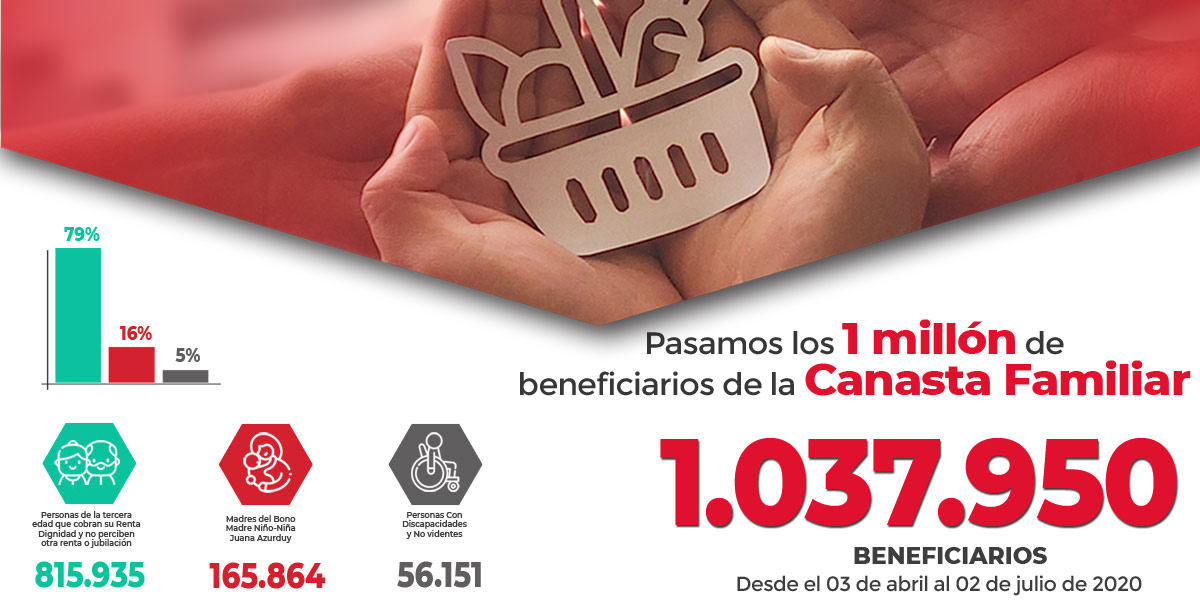 79%
16%
5%
Personas de la tercera
edad que cobran su Renta
Dignidad y no perciben
otra renta o jubilación
815.935
Madres del Bono
Madre Niño-Niña
Juana Azurduy
165.864
Personas Con
Discapacidades
y No videntes
56.151
Pasamos los 1 millón de
beneficiarios de la Canasta Familiar
1.037.950
BENEFICIARIOS
Desde el 03 de abril al 02 de julio de 2020